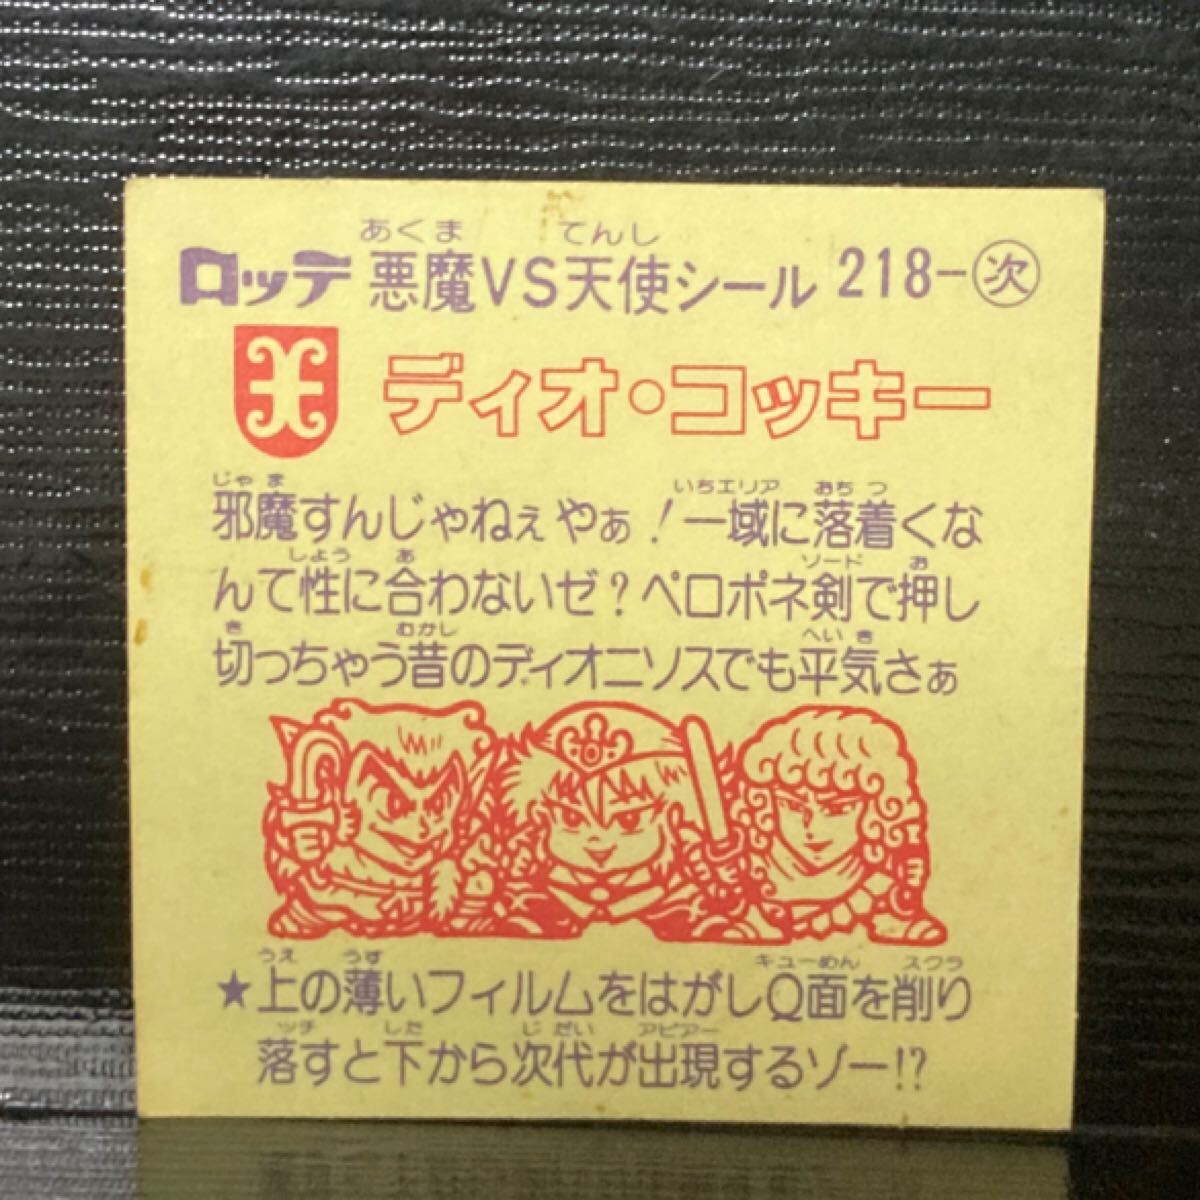 あくま てんし
ロッテ 悪魔VS天使シール 218-次
ディオ・コッキー
じゃま いちエリア おちつ
邪魔すんじゃねぇやぁ！一域に落着くな
しょう あ ソード お
んて性に合わないゼ？ペロポネ剣で押し
き むかし へいき
切っちゃう昔のディオニソスでも平気さぁ
うえ うす キューめん スクラ
★上の薄いフィルムをはがしQ面を削り
ッチ した じだい アピアー
落すと下から次代が出現するゾー!?